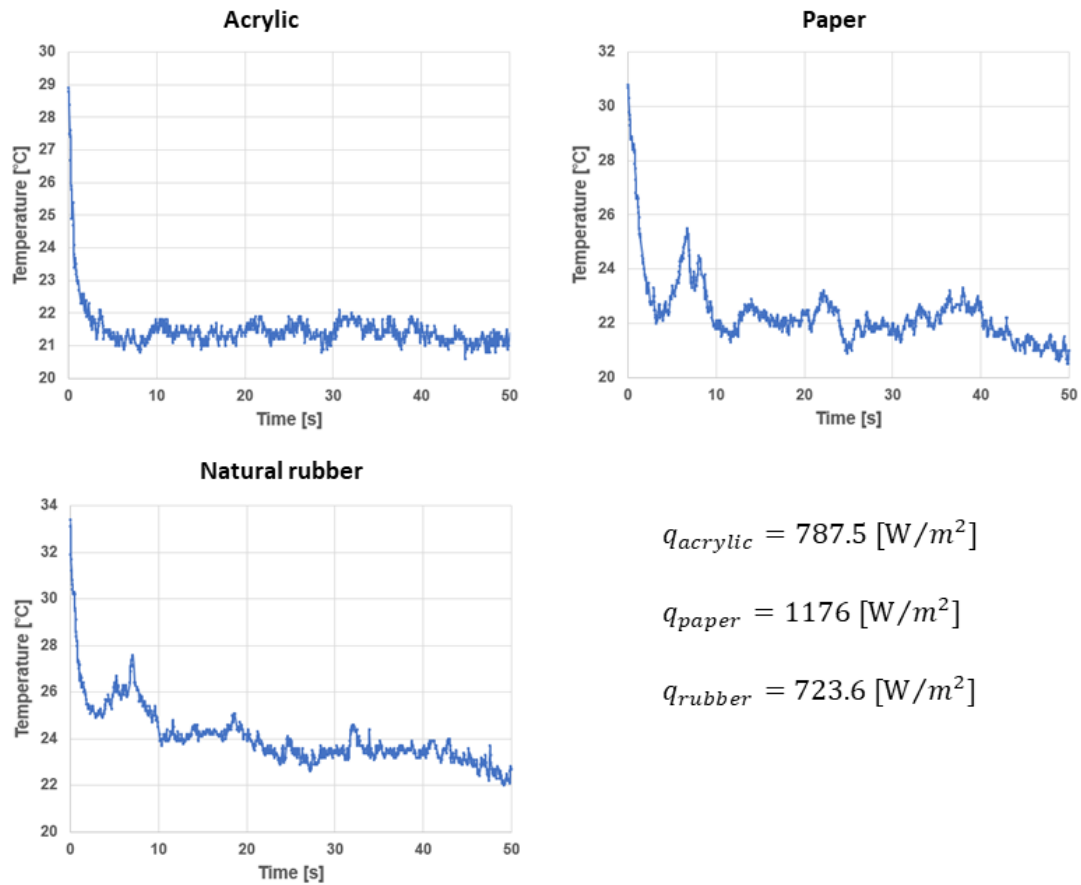 Acrylic
30
29
28
27
26
25
24
23
22
21
20
Temperature [°C]
0 10 20 30 40 50
Time [s]
Paper
32
30
28
26
24
22
20
Temperature [°C]
0 10 20 30 40 50
Time [s]
Natural rubber
34
32
30
28
26
24
22
20
Temperature [°C]
0 10 20 30 40 50
Time [s]
q_acrylic = 787.5 [W/m²]
q_paper = 1176 [W/m²]
q_rubber = 723.6 [W/m²]